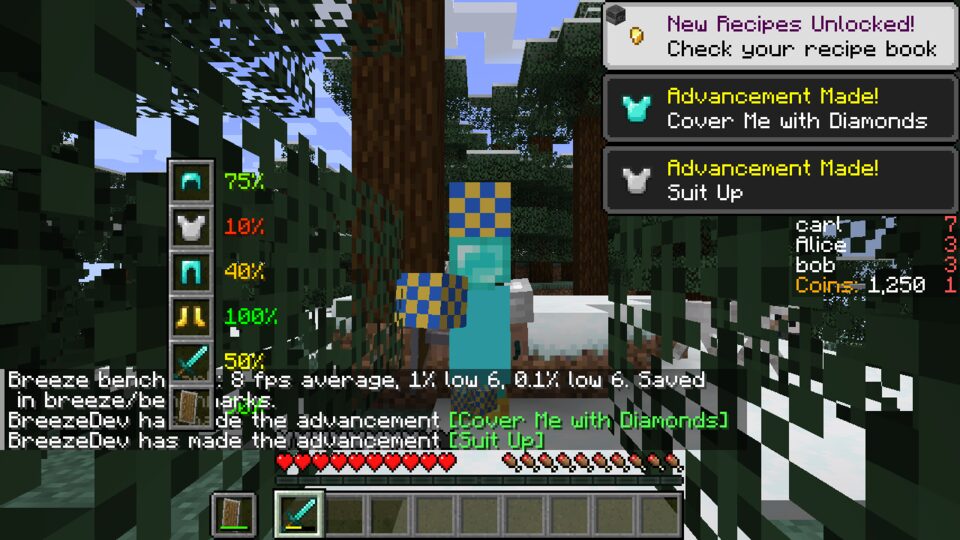 New Recipes Unlocked!
Check your recipe book
Advancement Made!
Cover Me with Diamonds
Advancement Made!
Suit Up
carl 7
Alice 3
bob 3
Coins: 1,250 1
75%
10%
40%
100%
50%
Breeze bench : 8 fps average, 1% low 6, 0.1% low 6. Saved
in breeze/be marks.
BreezeDev ha de the advancement [Cover Me with Diamonds]
BreezeDev has made the advancement [Suit Up]